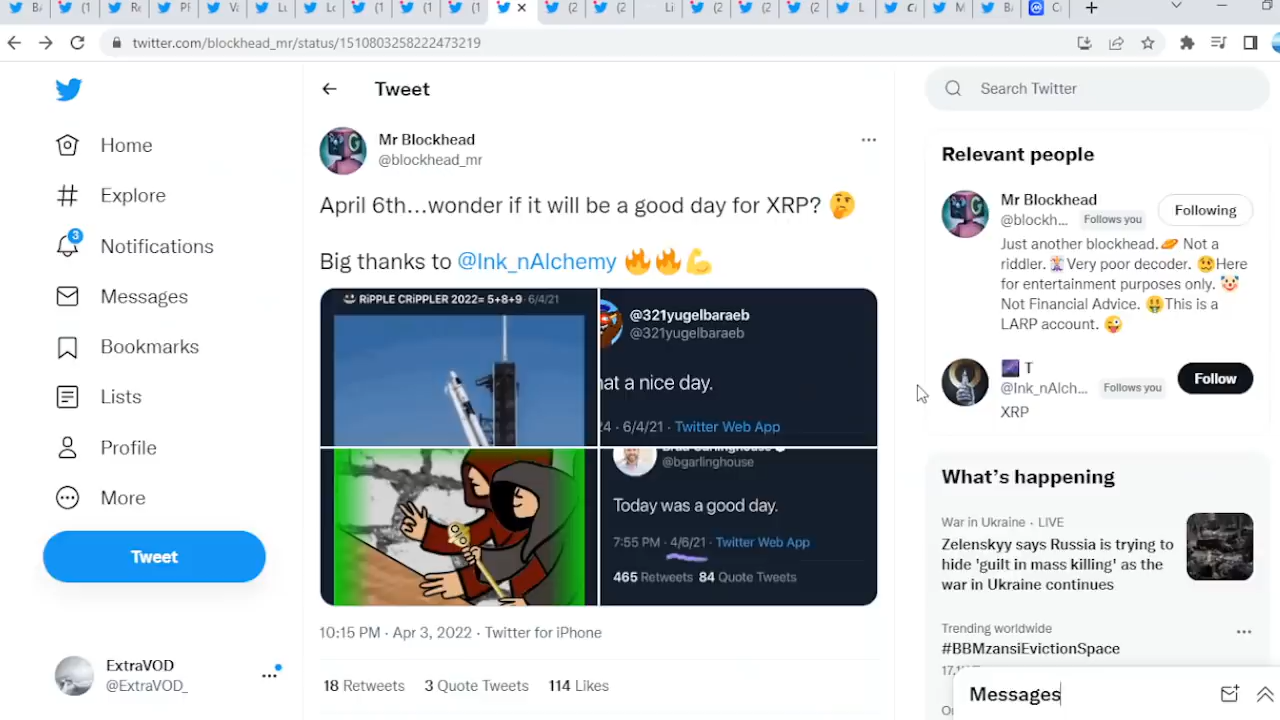 twitter.com/blockhead_mr/status/1510803258222473219
Home
Explore
3
Notifications
Messages
Bookmarks
Lists
Profile
More
Tweet
ExtraVOD
@ExtraVOD_
Tweet
Mr Blockhead
@blockhead_mr
April 6th...wonder if it will be a good day for XRP? 🤔
Big thanks to @Ink_nAlchemy 🔥🔥💪
RiPPLE CRiPPLER 2022= 5+8+9 · 6/4/21
@321yugelbaraeb
@321yugelbaraeb
at a nice day.
4 · 6/4/21 · Twitter Web App
@bgarlinghouse
Today was a good day.
7:55 PM · 4/6/21 · Twitter Web App
465 Retweets 84 Quote Tweets
10:15 PM · Apr 3, 2022 · Twitter for iPhone
18 Retweets 3 Quote Tweets 114 Likes
Search Twitter
Relevant people
Mr Blockhead
@blockh... Follows you
Following
Just another blockhead. Not a
riddler. Very poor decoder. Here
for entertainment purposes only.
Not Financial Advice. This is a
LARP account.
T
@Ink_nAlch... Follows you
Follow
XRP
What's happening
War in Ukraine · LIVE
Zelenskyy says Russia is trying to
hide 'guilt in mass killing' as the
war in Ukraine continues
Trending worldwide
#BBMzansiEvictionSpace
Messages